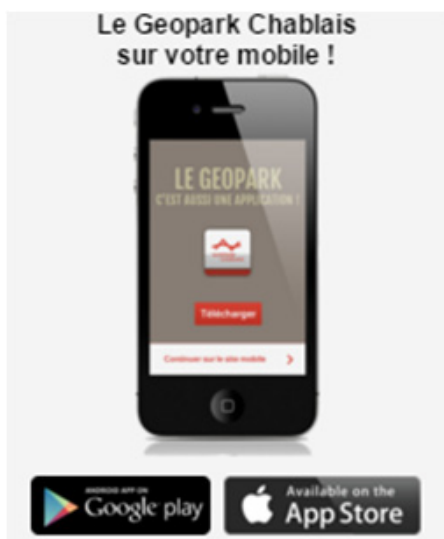 Le Geopark Chablais
sur votre mobile !
LE GEOPARK
C'EST AUSSI UNE APPLICATION !
Télécharger
Continuer sur le site mobile
ANDROID APP ON
Google play
Available on the
App Store